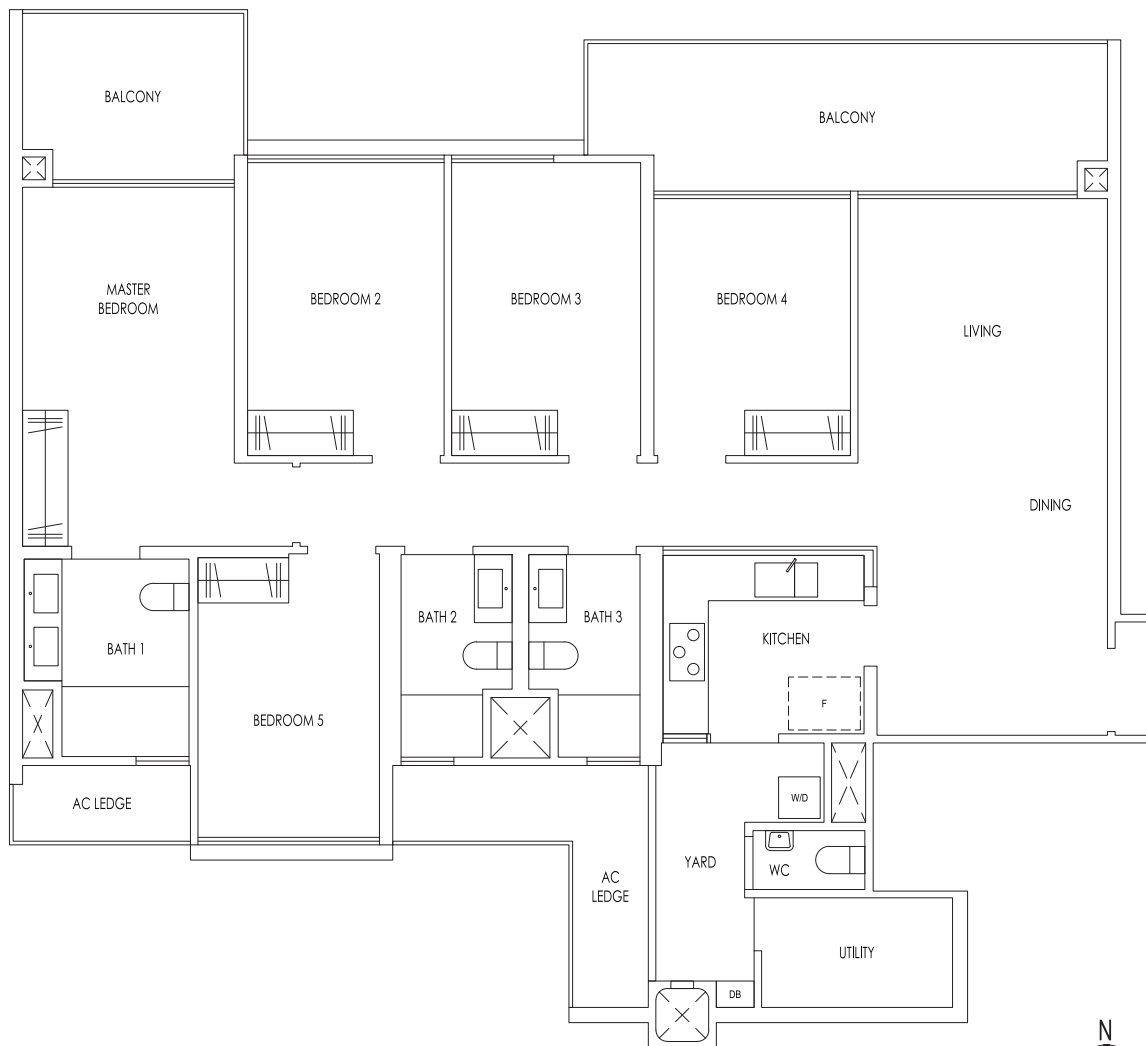 BALCONY
BALCONY
MASTER
BEDROOM
BEDROOM 2
BEDROOM 3
BEDROOM 4
LIVING
DINING
BATH 1
BATH 2
BATH 3
KITCHEN
BEDROOM 5
F
AC LEDGE
W/D
YARD
WC
AC
LEDGE
UTILITY
DB
N